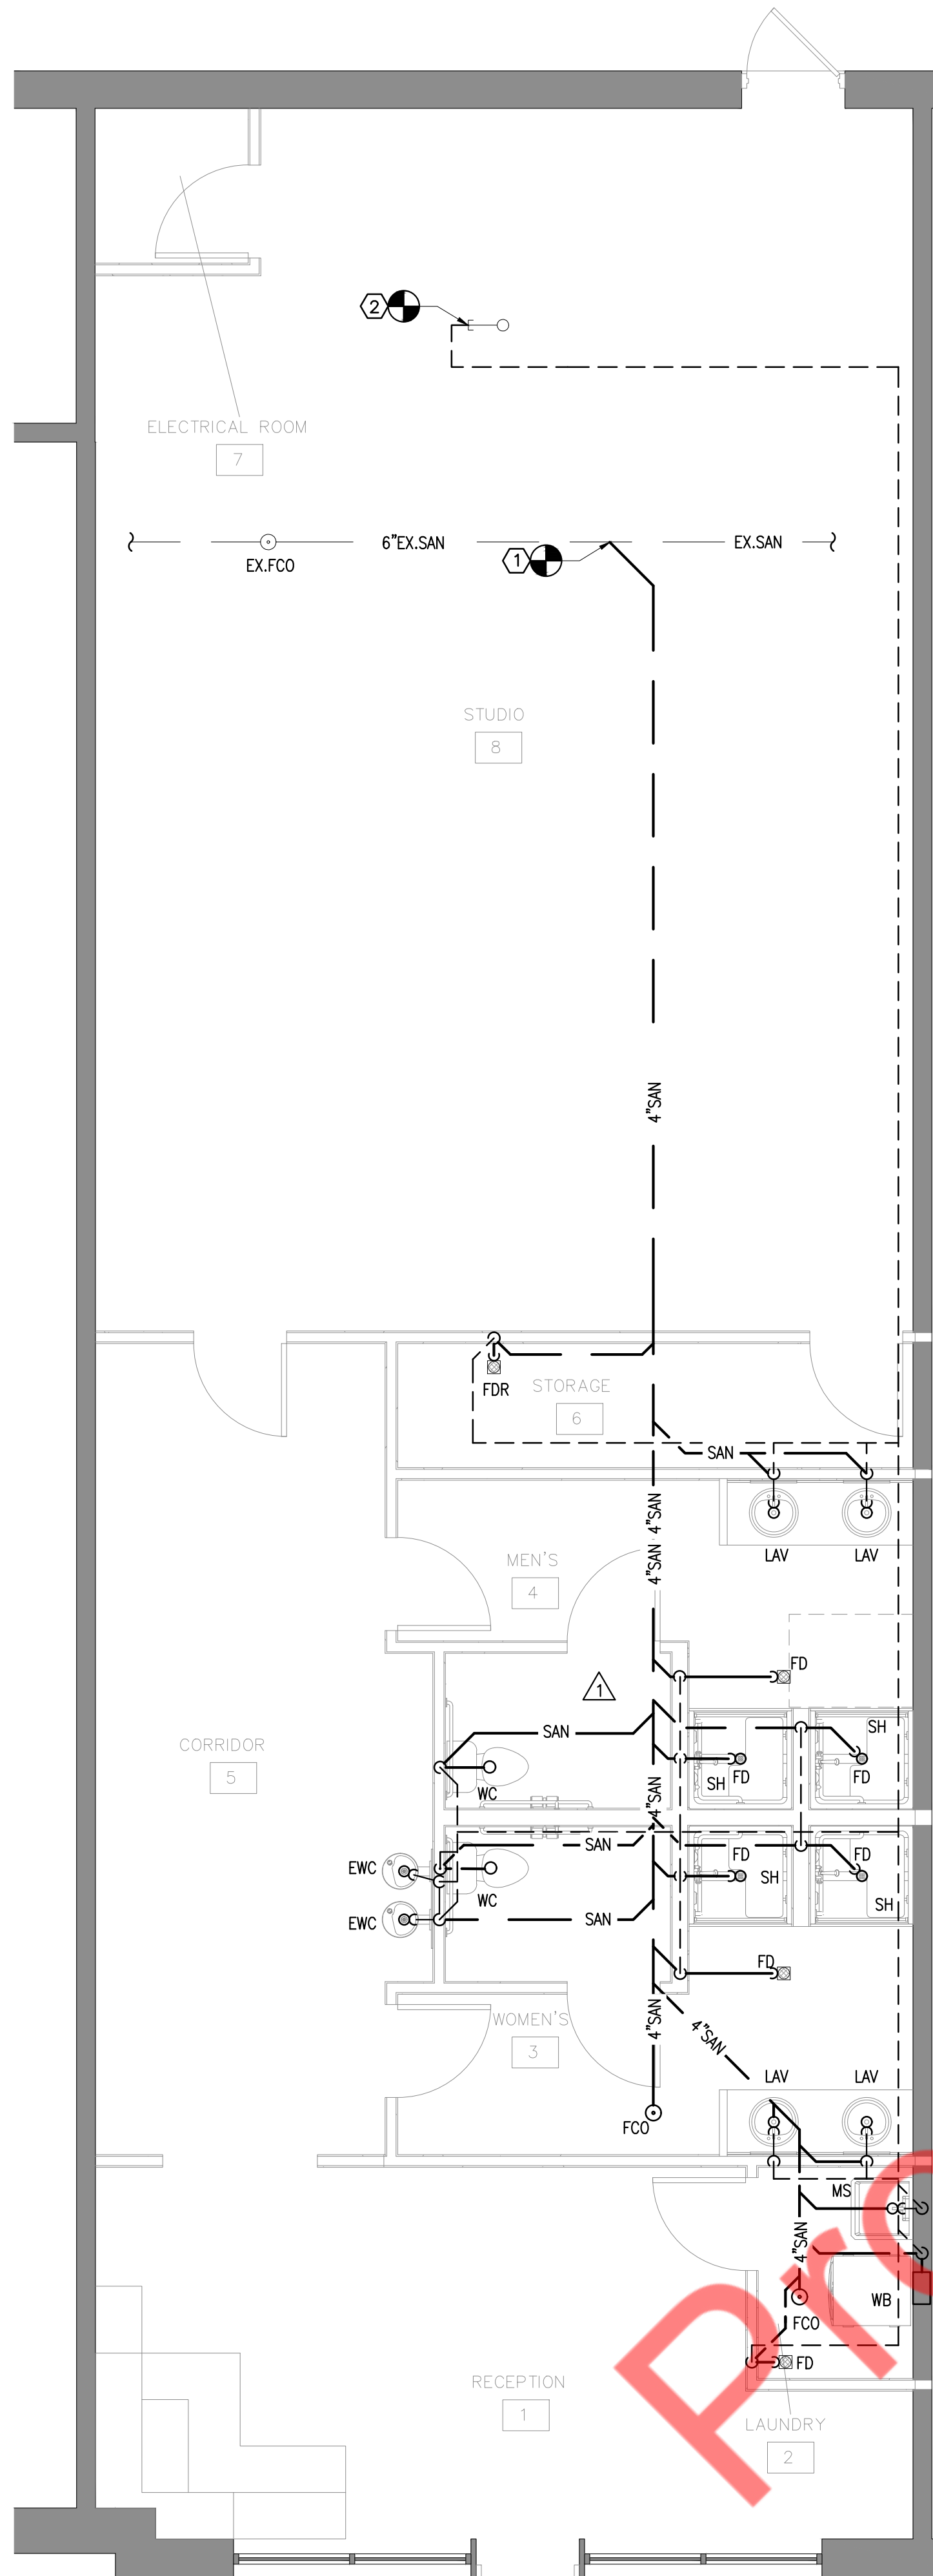 2
ELECTRICAL ROOM
7
6"EX.SAN
EX.SAN
EX.FCO
1
STUDIO
8
4"SAN
FDR
STORAGE
6
SAN
4"SAN
LAV
LAV
MEN'S
4
4"SAN
FD
1
SH
SAN
CORRIDOR
5
SH
FD
FD
WC
4"SAN
SAN
FD
FD
EWC
SH
WC
SH
EWC
SAN
FD
WOMEN'S
3
4"SAN
4"SAN
LAV
LAV
FCO
MS
4"SAN
WB
FCO
FD
RECEPTION
1
LAUNDRY
2
Pro